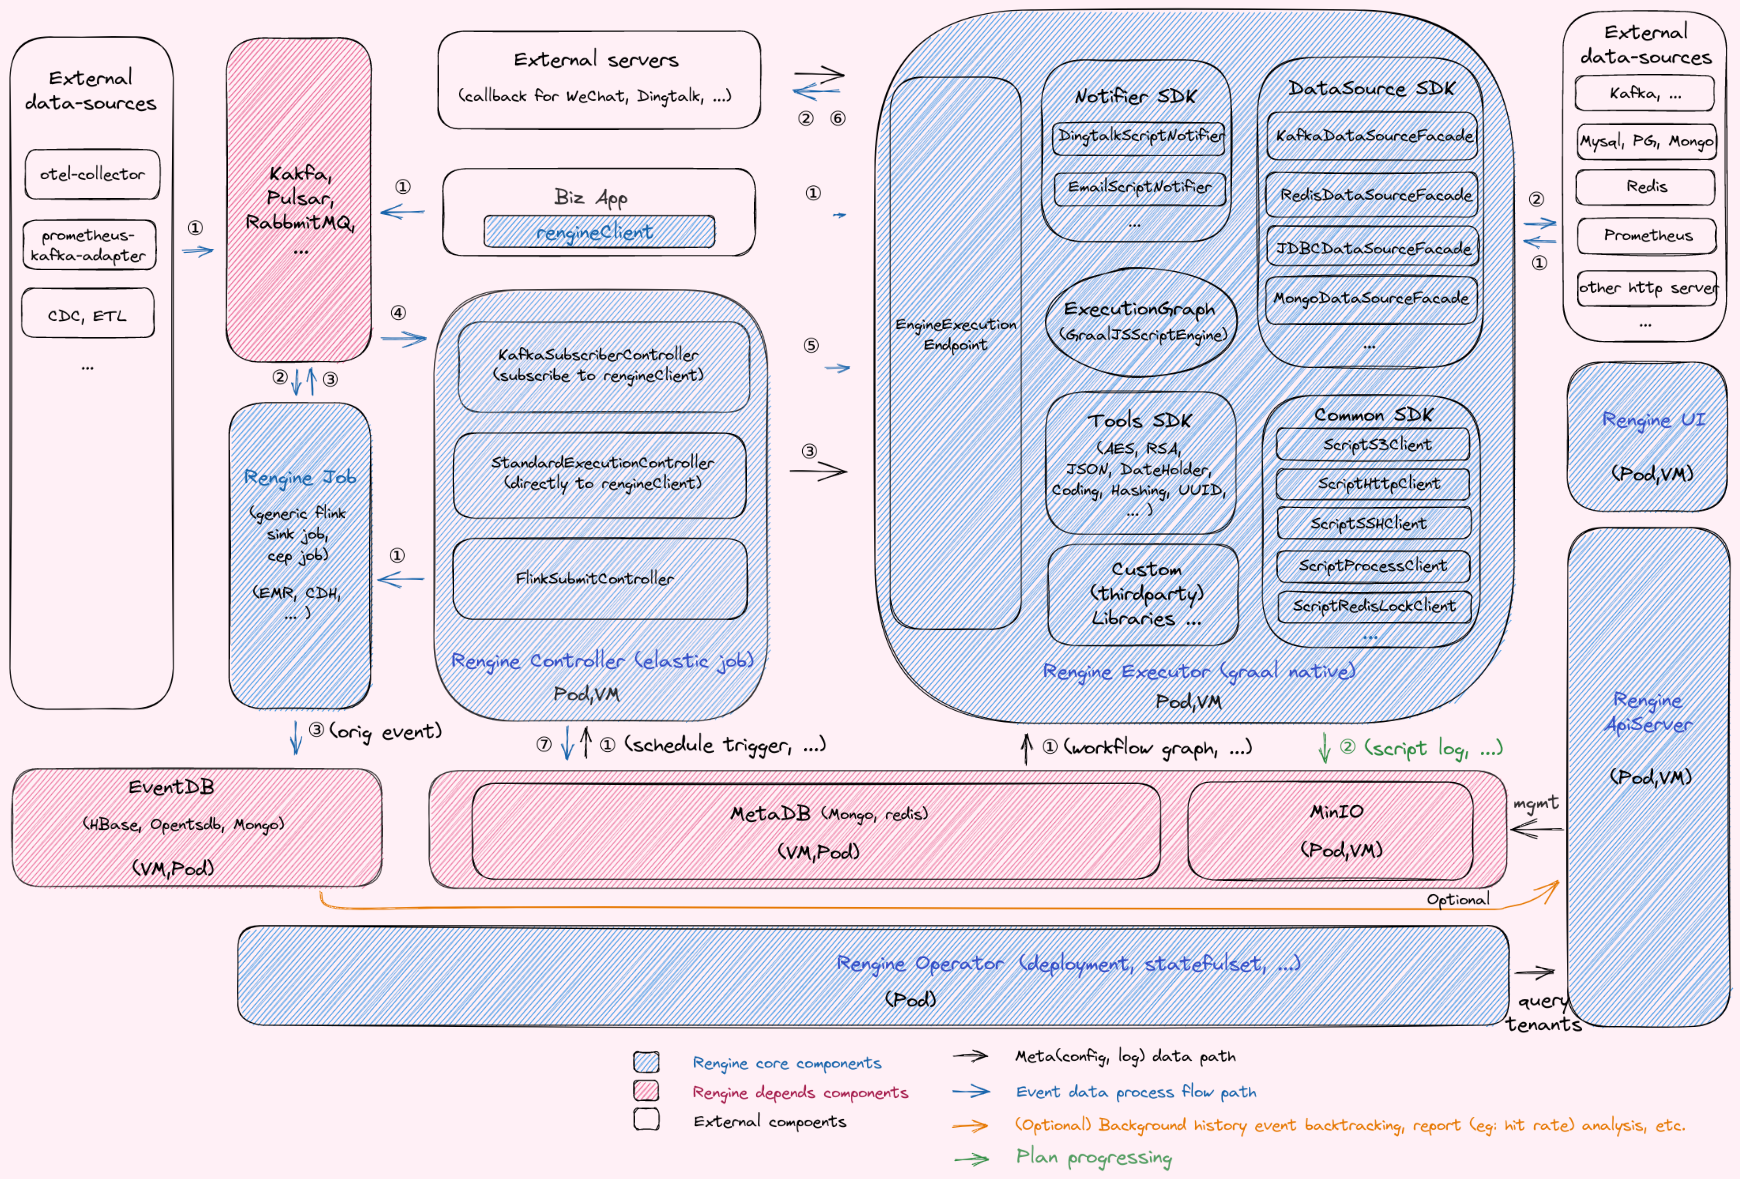 External
data-sources
otel-collector
prometheus-
kafka-adapter
CDC, ETL
...
①
Kakfa,
Pulsar,
RabbmitMQ,
...
② ③
Rengine Job
(generic flink
sink job,
cep job)
(EMR, CDH,
... )
③ (orig event)
External servers
(callback for WeChat, Dingtalk, ...)
② ⑥
①
Biz App
rengineClient
①
④
KafkaSubscriberController
(subscribe to rengineClient)
⑤
StandardExecutionController
(directly to rengineClient)
③
①
FlinkSubmitController
Rengine Controller (elastic job)
Pod,VM
⑦ ① (schedule trigger, ...)
EngineExecution
Endpoint
Notifier SDK
DingtalkScriptNotifier
EmailScriptNotifier
...
ExecutionGraph
(GraalJSScriptEngine)
Tools SDK
(AES, RSA,
JSON, DateHolder,
Coding, Hashing, UUID,
... )
Custom
(thirdparty)
Libraries ...
DataSource SDK
KafkaDataSourceFacade
RedisDataSourceFacade
JDBCDataSourceFacade
MongoDataSourceFacade
...
Common SDK
ScriptS3Client
ScriptHttpClient
ScriptSSHClient
ScriptProcessClient
ScriptRedisLockClient
...
Rengine Executor (graal native)
Pod,VM
① (workflow graph, ...)
② (script log, ...)
②
①
External
data-sources
Kafka, ...
Mysal, PG, Mongo
Redis
Prometheus
other http server
...
Rengine UI
(Pod,VM)
Rengine
ApiServer
(Pod,VM)
EventDB
(HBase, Opentsdb, Mongo)
(VM,Pod)
MetaDB (Mongo, redis)
(VM,Pod)
MinIO
(Pod,VM)
mgmt
Optional
Rengine Operator (deployment, statefulset, ...)
(Pod)
query
tenants
Rengine core components
Rengine depends components
External compoents
Meta(config, log) data path
Event data process flow path
(Optional) Background history event backtracking, report (eg: hit rate) analysis, etc.
Plan progressing